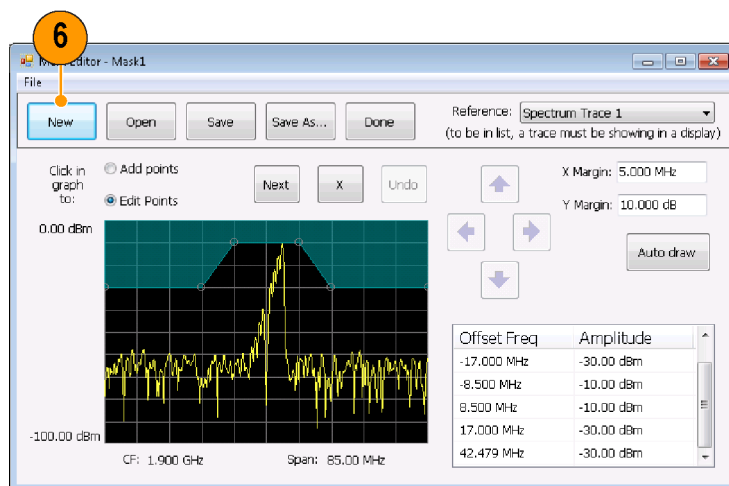 6
Mask Editor - Mask1
File
New Open Save Save As... Done
Reference: Spectrum Trace 1
(to be in list, a trace must be showing in a display)
Click in graph to:
Add points
Edit Points
Next X Undo
X Margin: 5.000 MHz
Y Margin: 10.000 dB
Auto draw
0.00 dBm
-100.00 dBm
CF: 1.900 GHz Span: 85.00 MHz
Offset Freq Amplitude
-17.000 MHz -30.00 dBm
-8.500 MHz -10.00 dBm
8.500 MHz -10.00 dBm
17.000 MHz -30.00 dBm
42.479 MHz -30.00 dBm